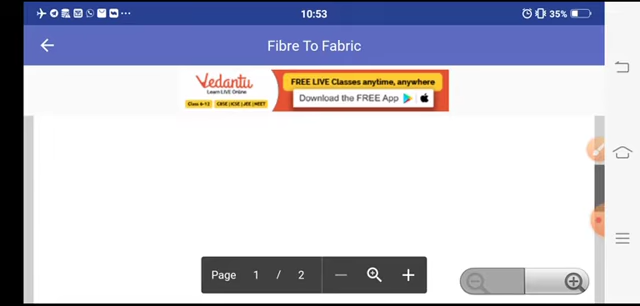 10:53
35%
Fibre To Fabric
Vedantu
Learn LIVE Online
FREE LIVE Classes anytime, anywhere
Download the FREE App
Class 6-12
CBSE | ICSE | JEE | NEET
Page 1 / 2